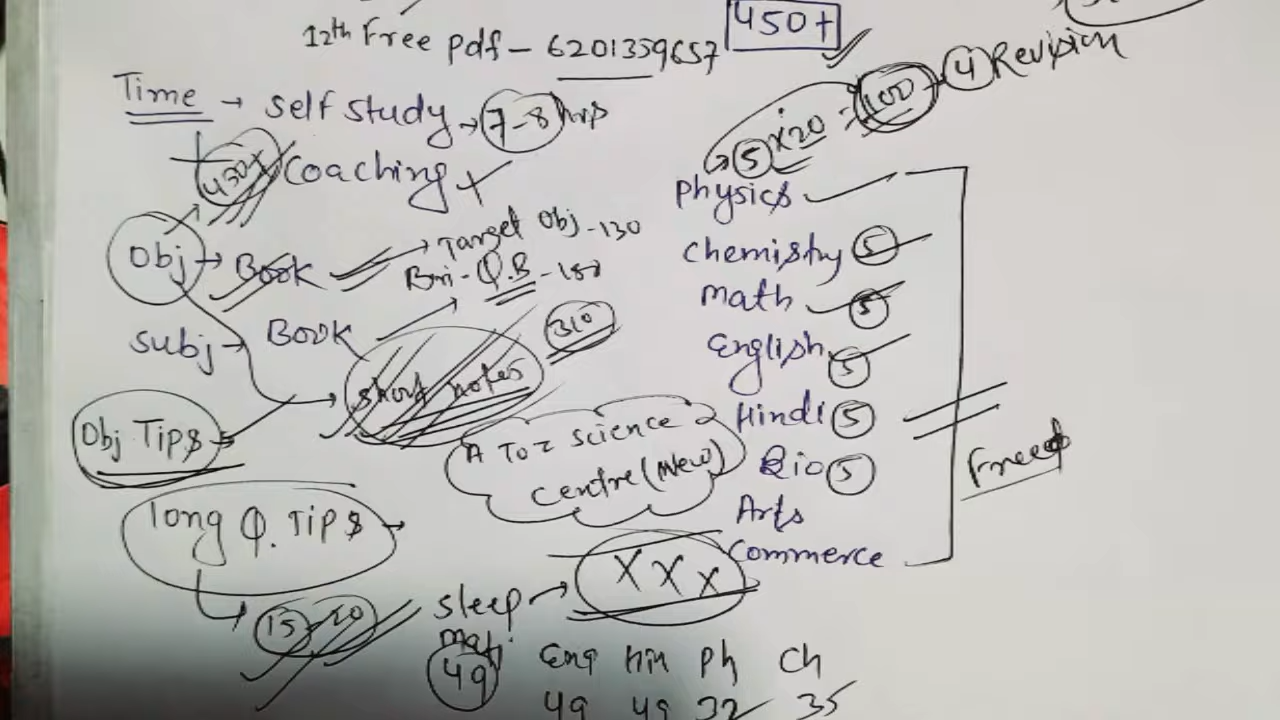 12th Free pdf - 6201359657
450+
Time → self study → 7-8 hrs
450+ Coaching ×
5 × 20 = 100 → 4 Revision
Physics
Obj → Book → Target Obj - 130
Q.B
Chemistry 5
Math 5
subj → Book
310
English 5
short notes
Obj Tips
A To Z science
centre (New)
Hindi 5
Bio 5
Free
Arts
Commerce
long Q. Tips
15-20
sleep → X X X
Math Eng Hin Ph Ch
49 49 49 32 35